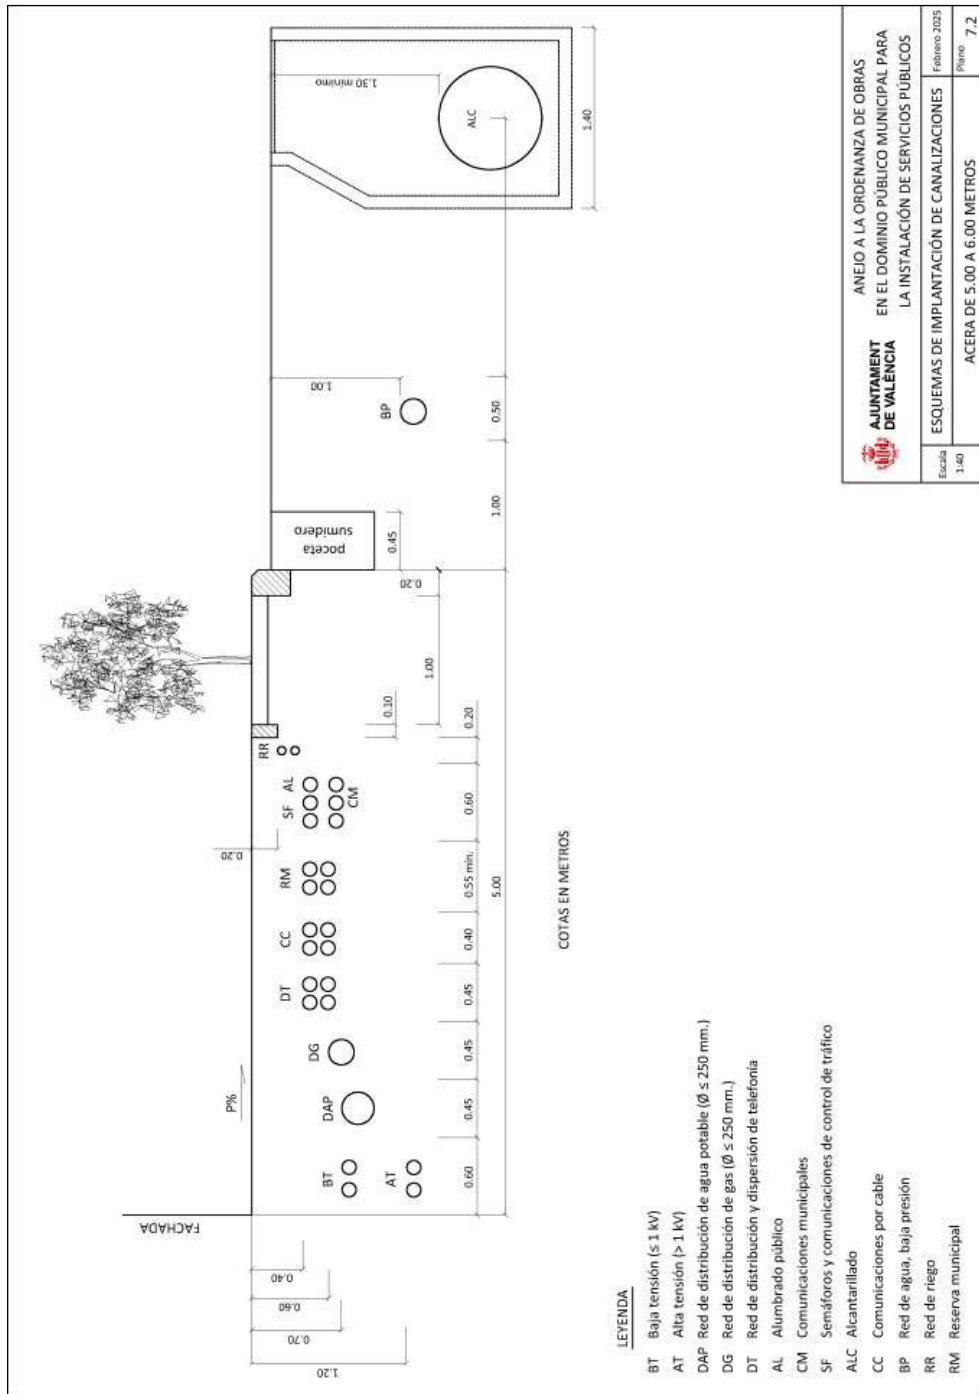 FACHADA
P%
0.40
0.60
0.70
1.20
BT
AT
DAP
DG
DT
CC
RM
SF
AL
CM
RR
0.20
0.60
0.45
0.45
0.45
0.40
0.55 min.
0.60
0.20
0.10
1.00
0.20
5.00
poceta
sumidero
0.45
1.00
BP
1.00
0.50
ALC
1.30 mínimo
1.40
COTAS EN METROS
LEYENDA
BT Baja tensión (≤ 1 kV)
AT Alta tensión (> 1 kV)
DAP Red de distribución de agua potable (Ø ≤ 250 mm.)
DG Red de distribución de gas (Ø ≤ 250 mm.)
DT Red de distribución y dispersión de telefonía
AL Alumbrado público
CM Comunicaciones municipales
SF Semáforos y comunicaciones de control de tráfico
ALC Alcantarillado
CC Comunicaciones por cable
BP Red de agua, baja presión
RR Red de riego
RM Reserva municipal
AJUNTAMENT
DE VALÈNCIA
ANEJO A LA ORDENANZA DE OBRAS
EN EL DOMINIO PÚBLICO MUNICIPAL PARA
LA INSTALACIÓN DE SERVICIOS PÚBLICOS
Escala
1:40
ESQUEMAS DE IMPLANTACIÓN DE CANALIZACIONES
Febrero 2025
ACERA DE 5.00 A 6.00 METROS
Plano 7.2